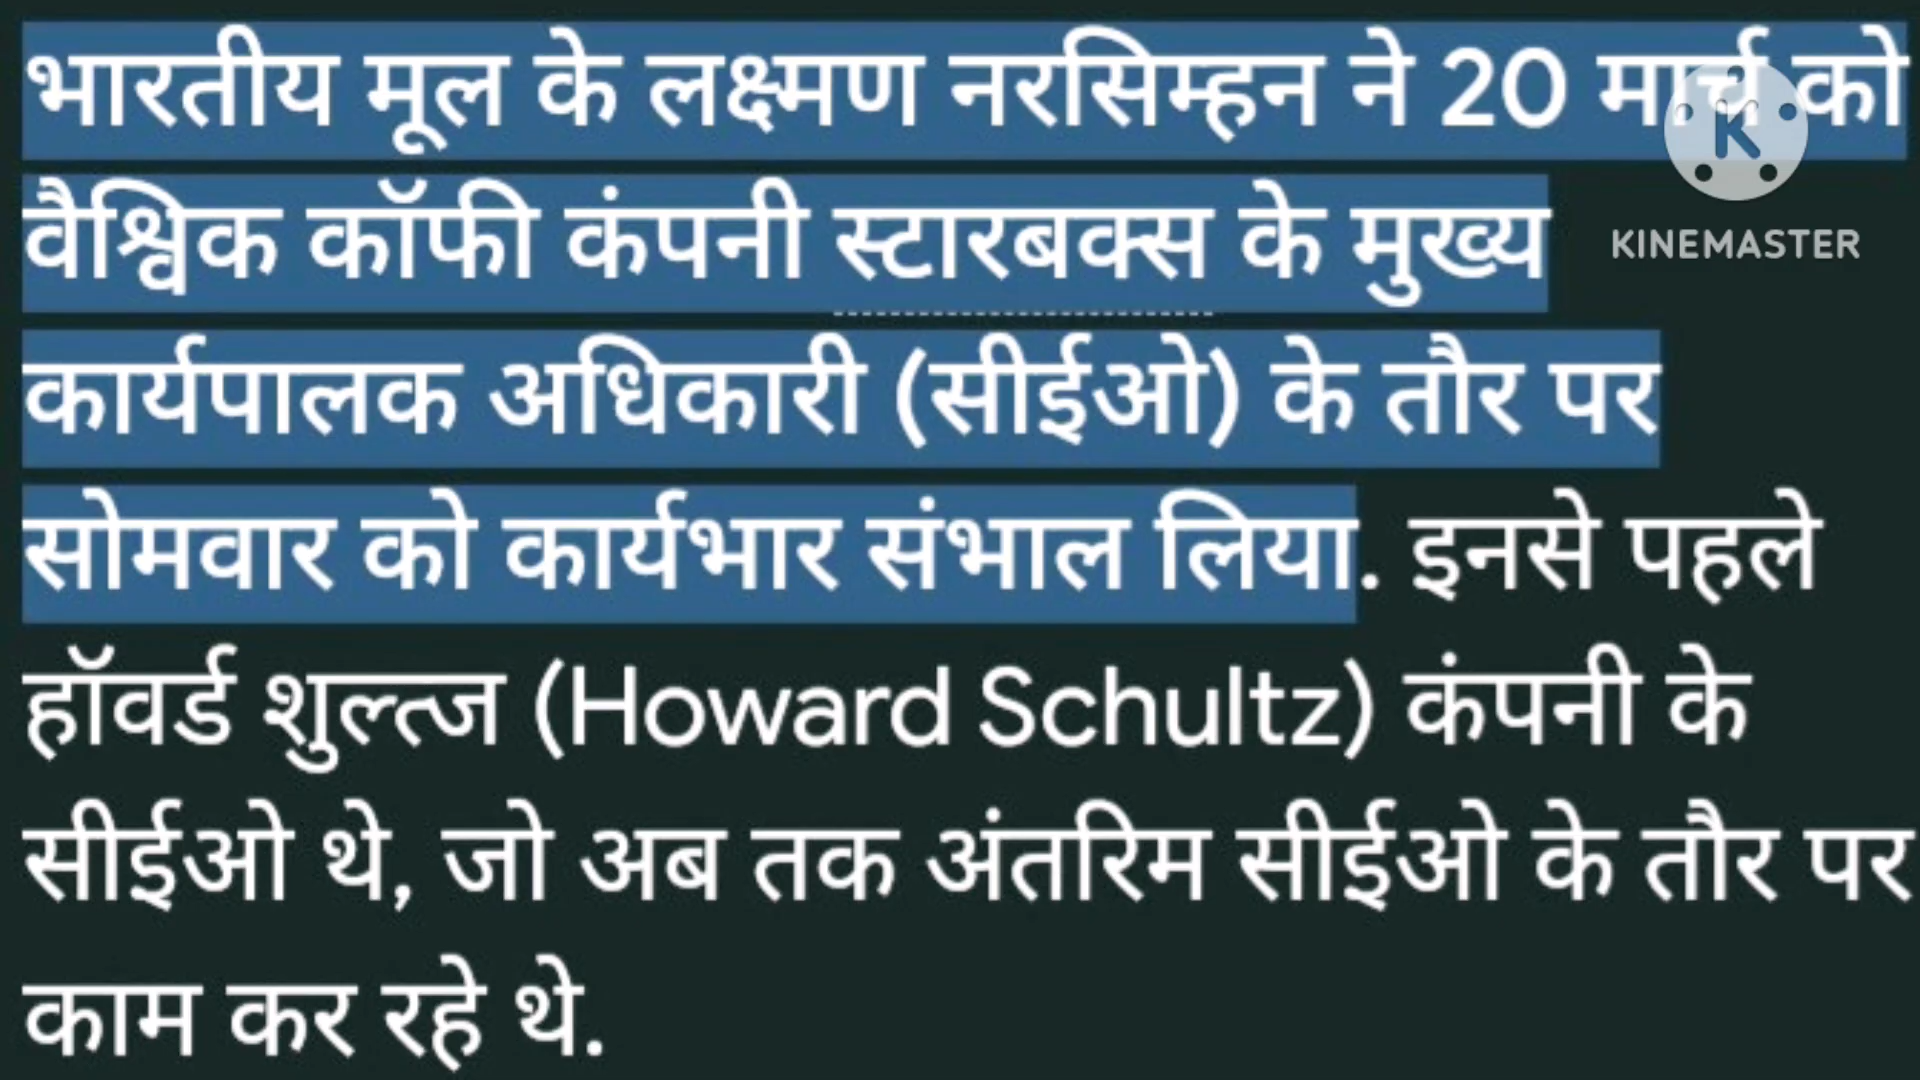 भारतीय मूल के लक्ष्मण नरसिम्हन ने 20 मार्च को
वैश्विक कॉफी कंपनी स्टारबक्स के मुख्य
KINEMASTER
कार्यपालक अधिकारी (सीईओ) के तौर पर
सोमवार को कार्यभार संभाल लिया. इनसे पहले
हॉवर्ड शुल्त्ज (Howard Schultz) कंपनी के
सीईओ थे, जो अब तक अंतरिम सीईओ के तौर पर
काम कर रहे थे.